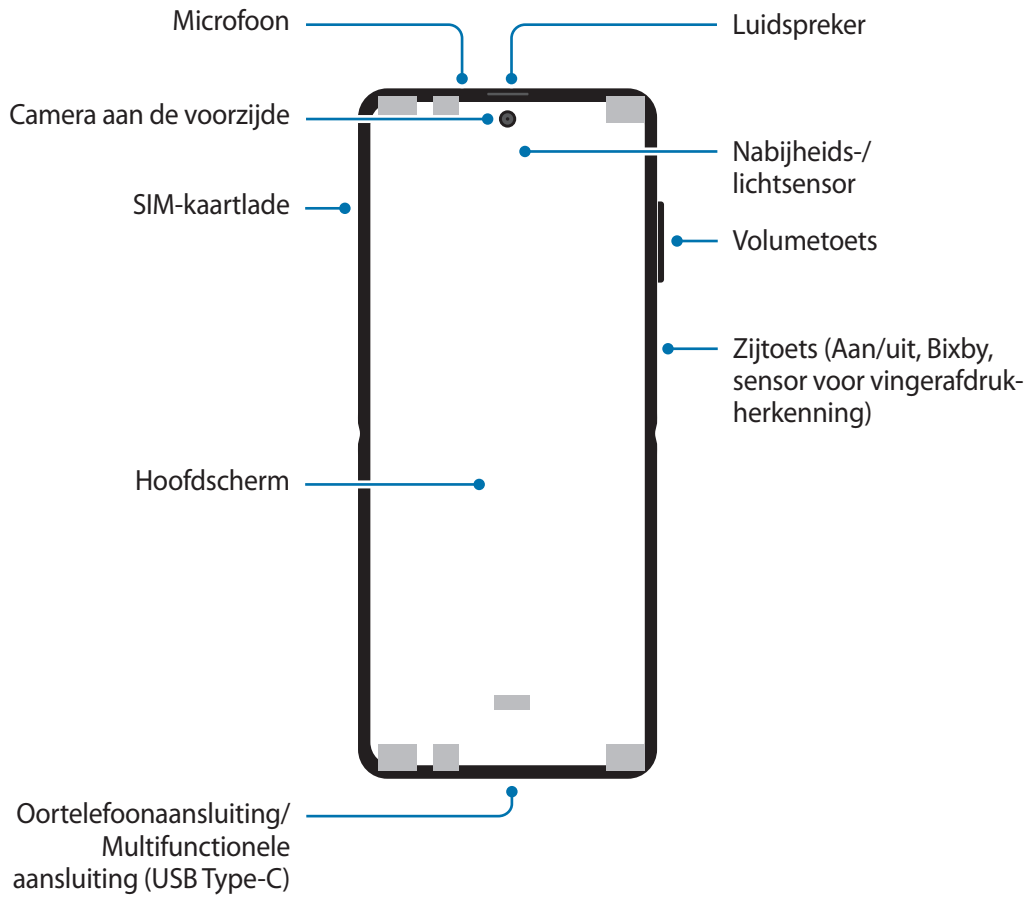 Microfoon
Luidspreker
Camera aan de voorzijde
Nabijheids-/
lichtsensor
SIM-kaartlade
Volumetoets
Zijtoets (Aan/uit, Bixby,
sensor voor vingerafdruk-
herkenning)
Hoofdscherm
Oortelefoonaansluiting/
Multifunctionele
aansluiting (USB Type-C)